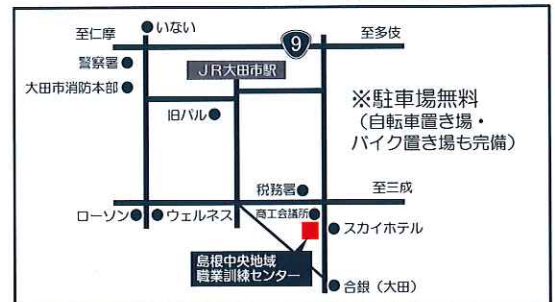 至仁摩
いない
9
至多伎
警察署
JR大田市駅
大田市消防本部
旧パル
※駐車場無料
（自転車置き場・
バイク置き場も完備）
税務署
至三成
ローソン
ウェルネス
商工会議所
スカイホテル
島根中央地域
職業訓練センター
合銀（大田）